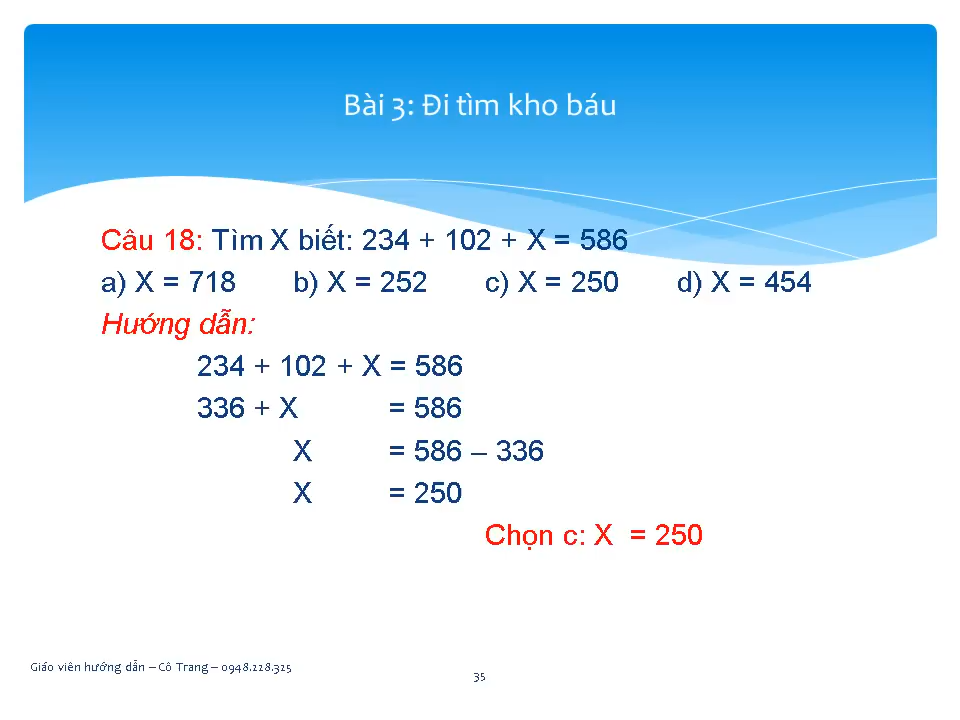 Bài 3: Đi tìm kho báu
Câu 18: Tìm X biết: 234 + 102 + X = 586
a) X = 718 b) X = 252 c) X = 250 d) X = 454
Hướng dẫn:
234 + 102 + X = 586
336 + X = 586
X = 586 – 336
X = 250
Chọn c: X = 250
Giáo viên hướng dẫn – Cô Trang – 0948.228.325
35